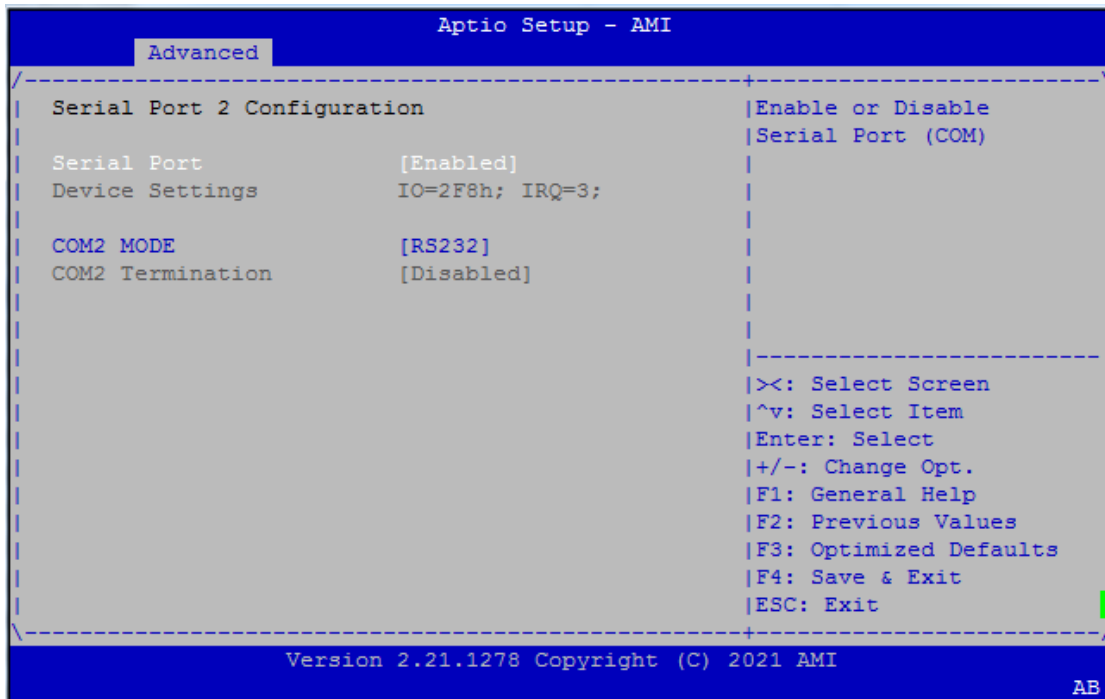 Aptio Setup - AMI
Advanced
/----------------------------------------------------+-------------------------\
| Serial Port 2 Configuration |Enable or Disable
| |Serial Port (COM)
| Serial Port [Enabled] |
| Device Settings IO=2F8h; IRQ=3; |
| |
| COM2 MODE [RS232] |
| COM2 Termination [Disabled] |
| |
| |
| |-------------------------
| |><: Select Screen
| |^v: Select Item
| |Enter: Select
| |+/-: Change Opt.
| |F1: General Help
| |F2: Previous Values
| |F3: Optimized Defaults
| |F4: Save & Exit
| |ESC: Exit
\----------------------------------------------------+-------------------------/
Version 2.21.1278 Copyright (C) 2021 AMI
AB